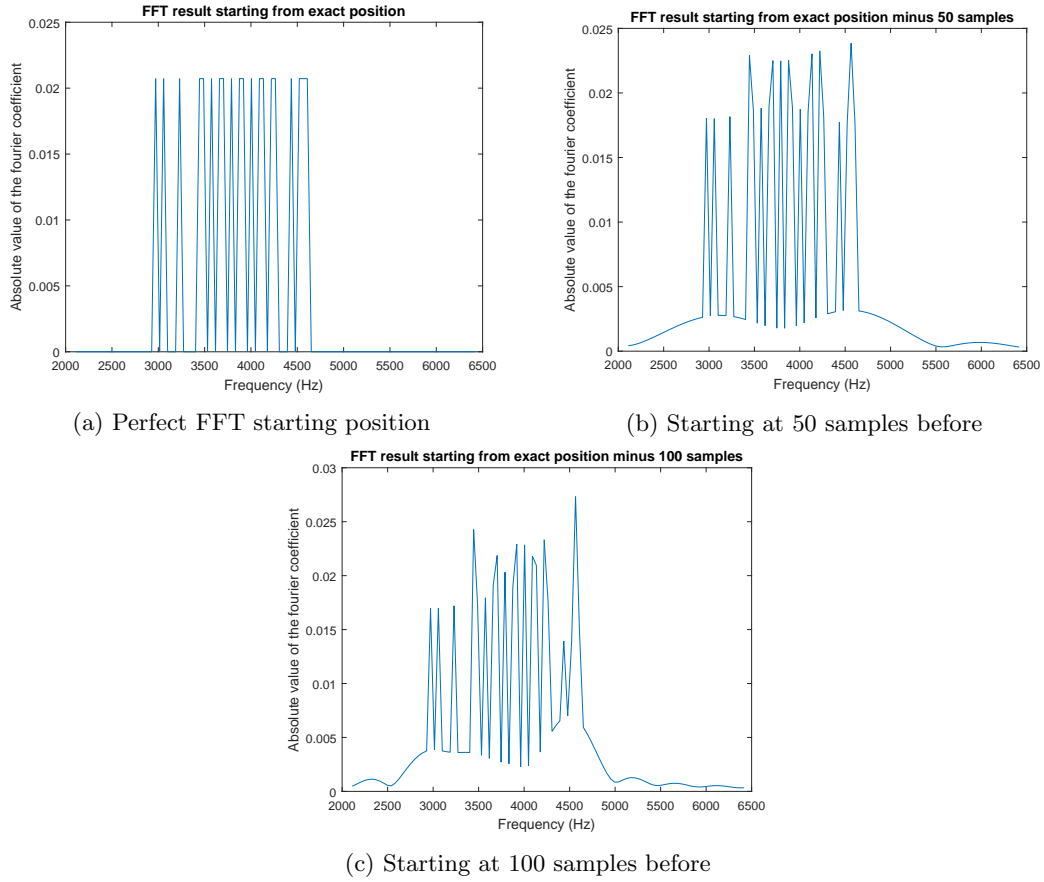 FFT result starting from exact position
Absolute value of the fourier coefficient
0.025
0.02
0.015
0.01
0.005
0
2000 2500 3000 3500 4000 4500 5000 5500 6000 6500
Frequency (Hz)
(a) Perfect FFT starting position
FFT result starting from exact position minus 50 samples
Absolute value of the fourier coefficient
0.025
0.02
0.015
0.01
0.005
0
2000 2500 3000 3500 4000 4500 5000 5500 6000 6500
Frequency (Hz)
(b) Starting at 50 samples before
FFT result starting from exact position minus 100 samples
Absolute value of the fourier coefficient
0.03
0.025
0.02
0.015
0.01
0.005
0
2000 2500 3000 3500 4000 4500 5000 5500 6000 6500
Frequency (Hz)
(c) Starting at 100 samples before